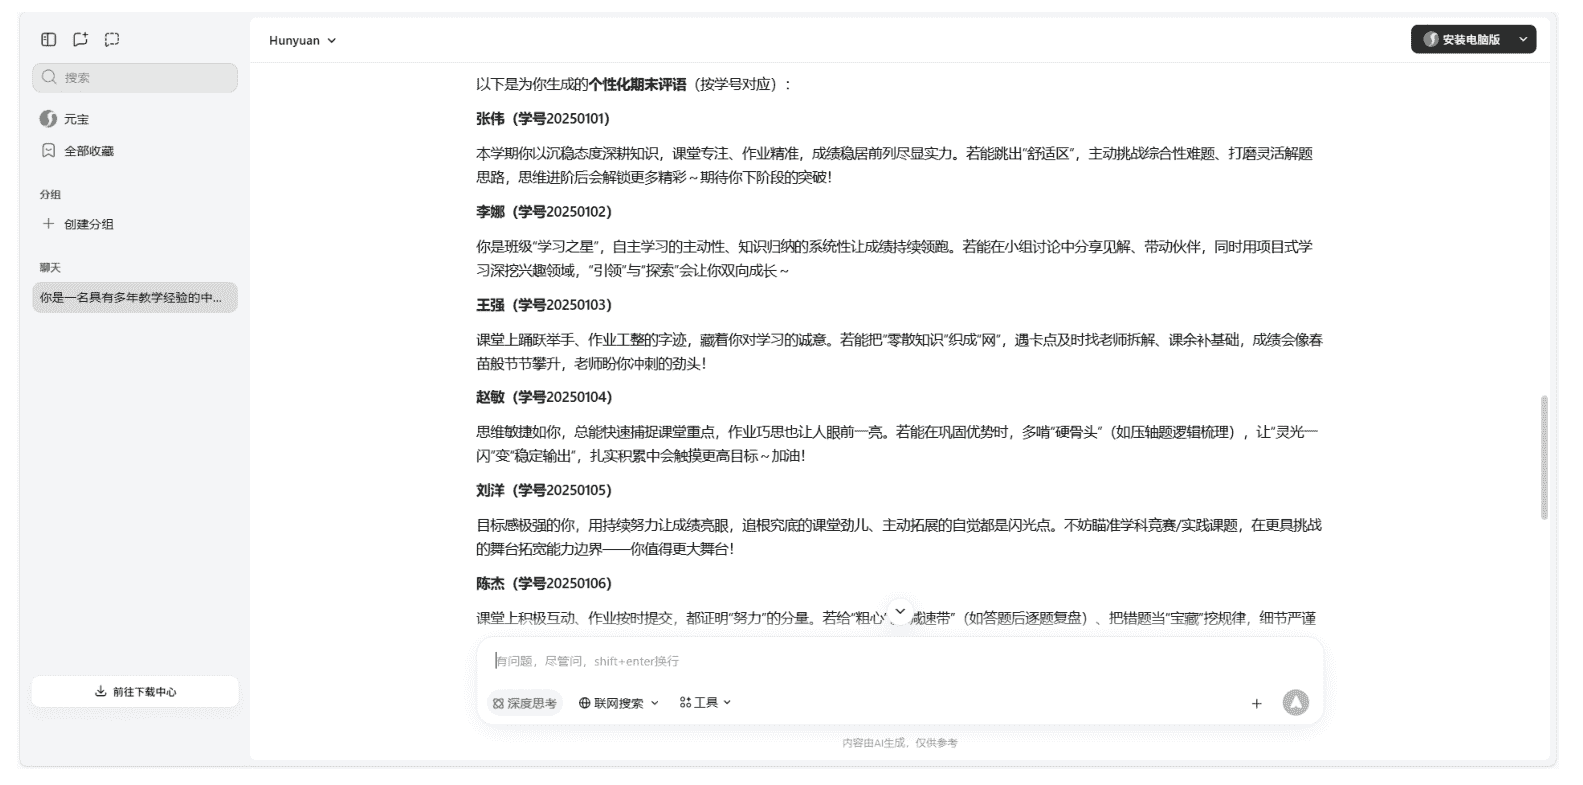 Hunyuan
安装电脑版
搜索
元宝
全部收藏
分组
创建分组
聊天
你是一名具有多年教学经验的中...
前往下载中心
以下是为你生成的个性化期末评语（按学号对应）：
张伟（学号20250101）
本学期你以沉稳态度深耕知识，课堂专注、作业精准，成绩稳居前列尽显实力。若能跳出“舒适区”，主动挑战综合性难题、打磨灵活解题
思路，思维进阶后会解锁更多精彩～期待你下阶段的突破！
李娜（学号20250102）
你是班级“学习之星”，自主学习的主动性、知识归纳的系统性让成绩持续领跑。若能在小组讨论中分享见解、带动伙伴，同时用项目式学
习深挖兴趣领域，“引领”与“探索”会让你双向成长～
王强（学号20250103）
课堂上踊跃举手、作业工整的字迹，藏着你对学习的诚意。若能把“零散知识”织成“网”，遇卡点及时找老师拆解、课余补基础，成绩会像春
苗般节节攀升，老师盼你冲刺的劲头！
赵敏（学号20250104）
思维敏捷如你，总能快速捕捉课堂重点，作业巧思也让人眼前一亮。若能在巩固优势时，多啃“硬骨头”（如压轴题逻辑梳理），让“灵光一
闪”变“稳定输出”，扎实积累中会触摸更高目标～加油！
刘洋（学号20250105）
目标感极强的你，用持续努力让成绩亮眼，追根究底的课堂劲儿、主动拓展的自觉都是闪光点。不妨瞄准学科竞赛/实践课题，在更具挑战
的舞台拓宽能力边界——你值得更大舞台！
陈杰（学号20250106）
课堂上积极互动、作业按时提交，都证明“努力”的分量。若给“粗心” 减速带”（如答题后逐题复盘）、把错题当“宝藏”挖规律，细节严谨
有问题，尽管问，shift+enter换行
深度思考 联网搜索 工具
内容由AI生成，仅供参考